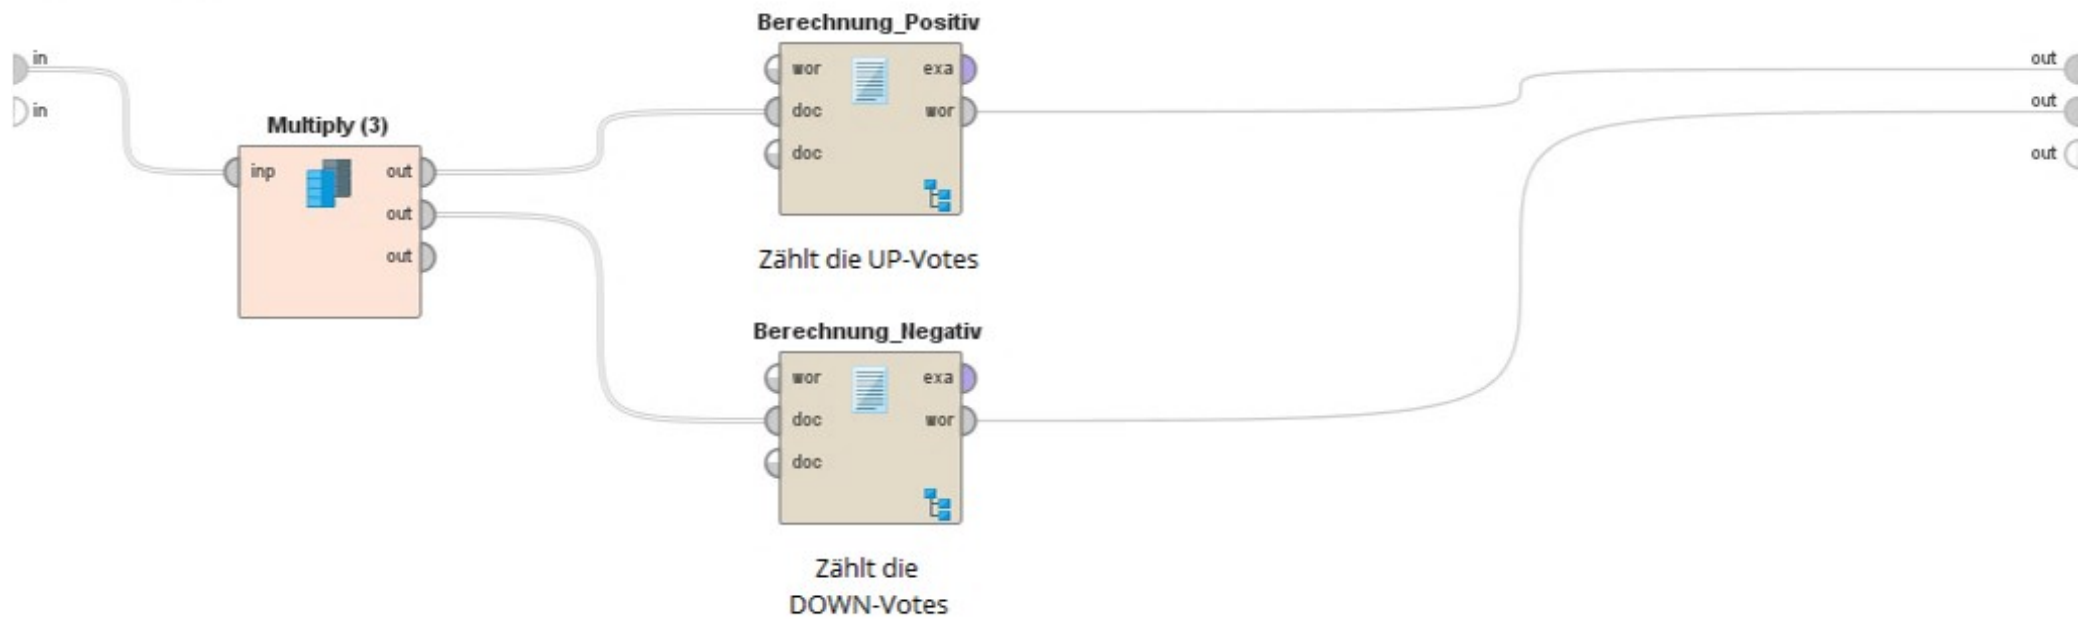 Berechnung_Positiv
in
wor
exa
out
in
doc
wor
out
Multiply (3)
doc
out
inp
out
out
out
Zählt die UP-Votes
Berechnung_Negativ
wor
exa
doc
wor
doc
Zählt die
DOWN-Votes